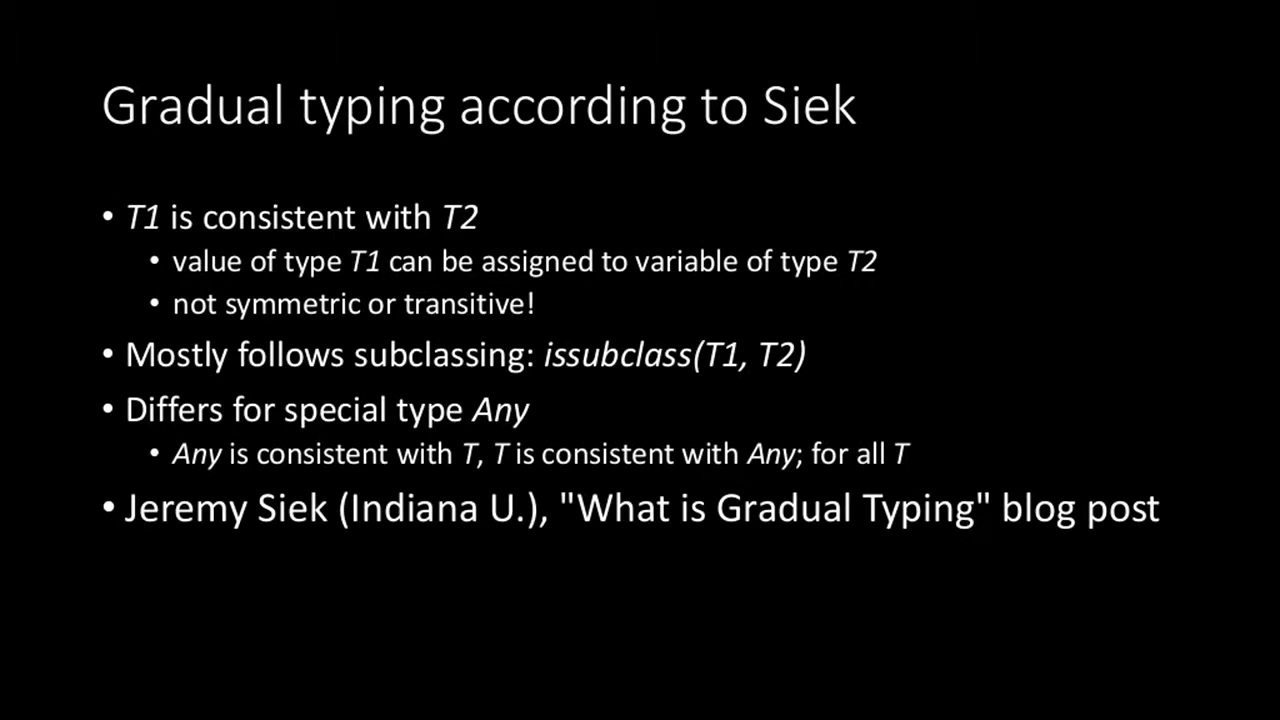 Gradual typing according to Siek
• T1 is consistent with T2
• value of type T1 can be assigned to variable of type T2
• not symmetric or transitive!
• Mostly follows subclassing: issubclass(T1, T2)
• Differs for special type Any
• Any is consistent with T, T is consistent with Any; for all T
• Jeremy Siek (Indiana U.), "What is Gradual Typing" blog post